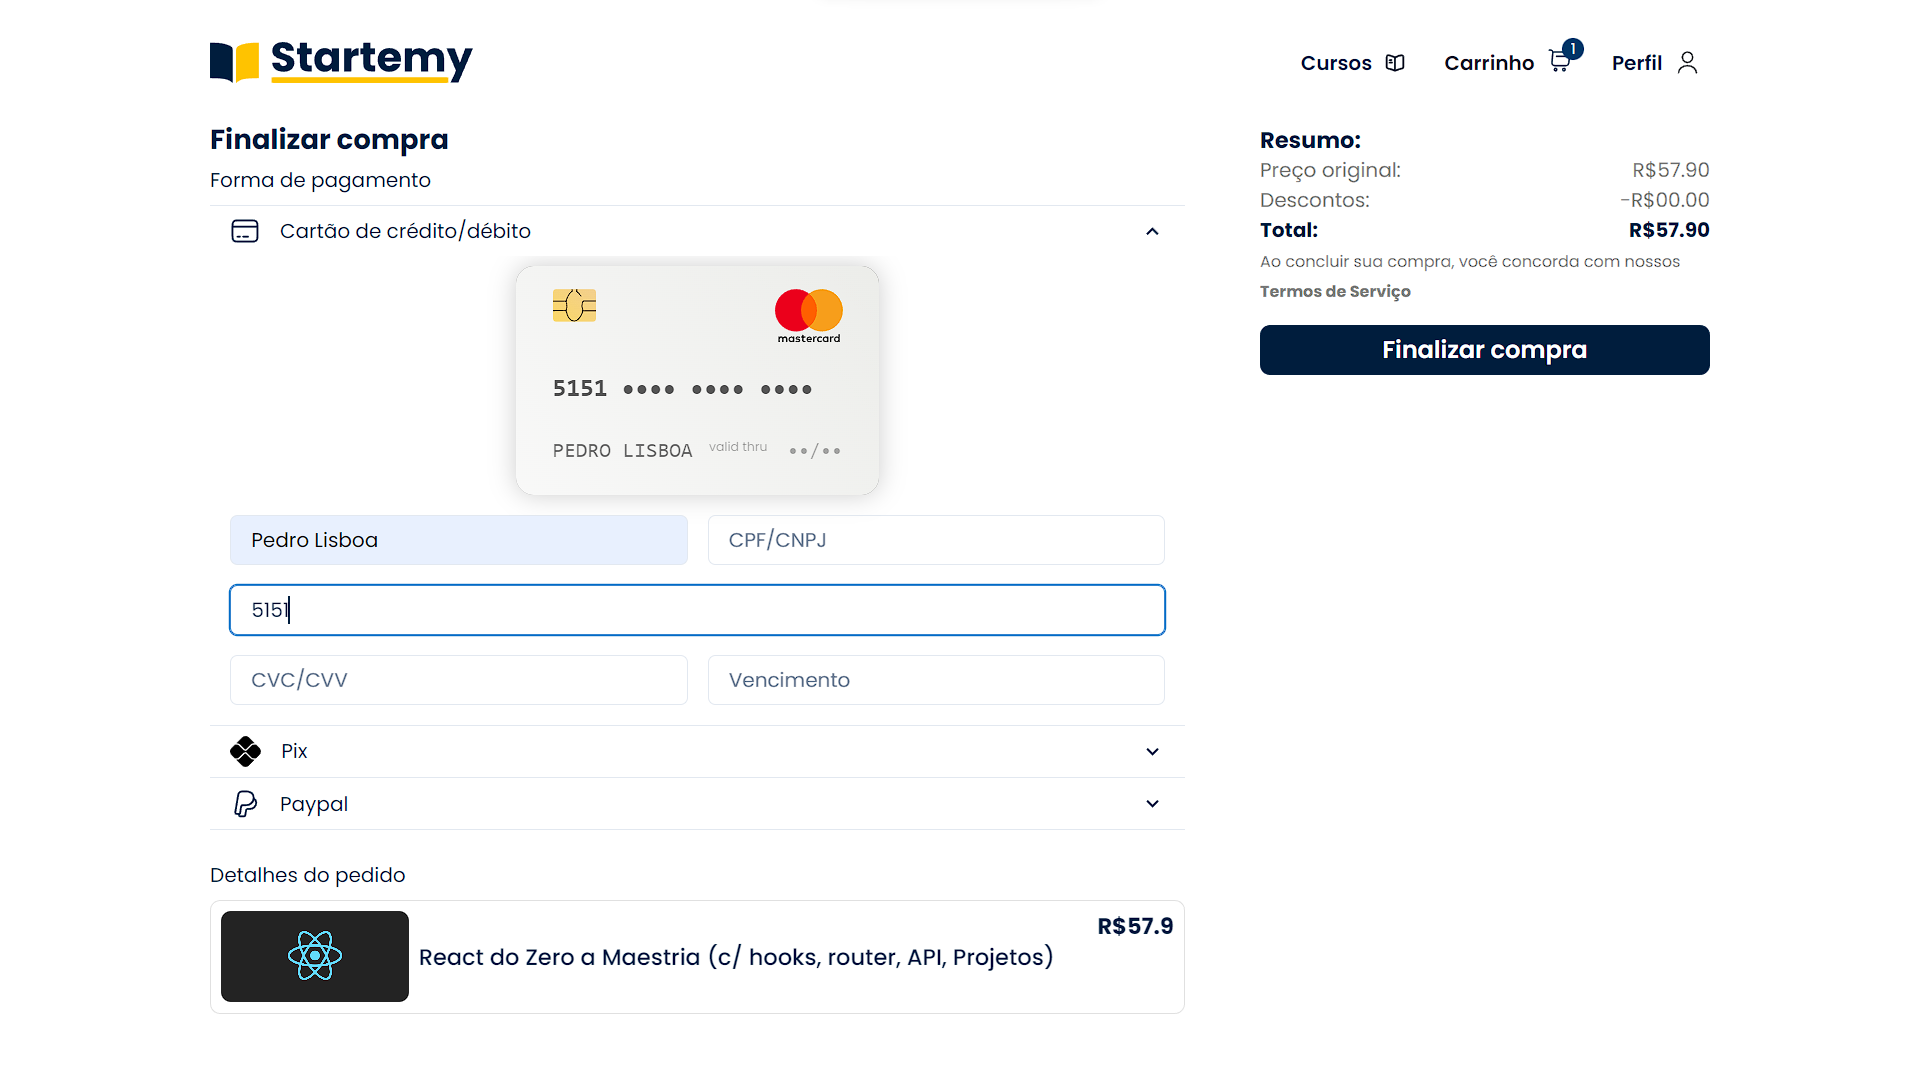 Startemy
Cursos
Carrinho
1
Perfil
Finalizar compra
Forma de pagamento
Cartão de crédito/débito
mastercard
5151 •••• •••• ••••
PEDRO LISBOA valid thru ••/••
Pedro Lisboa
CPF/CNPJ
5151
CVC/CVV
Vencimento
Pix
Paypal
Detalhes do pedido
R$57.9
React do Zero a Maestria (c/ hooks, router, API, Projetos)
Resumo:
Preço original: R$57.90
Descontos: -R$00.00
Total: R$57.90
Ao concluir sua compra, você concorda com nossos
Termos de Serviço
Finalizar compra